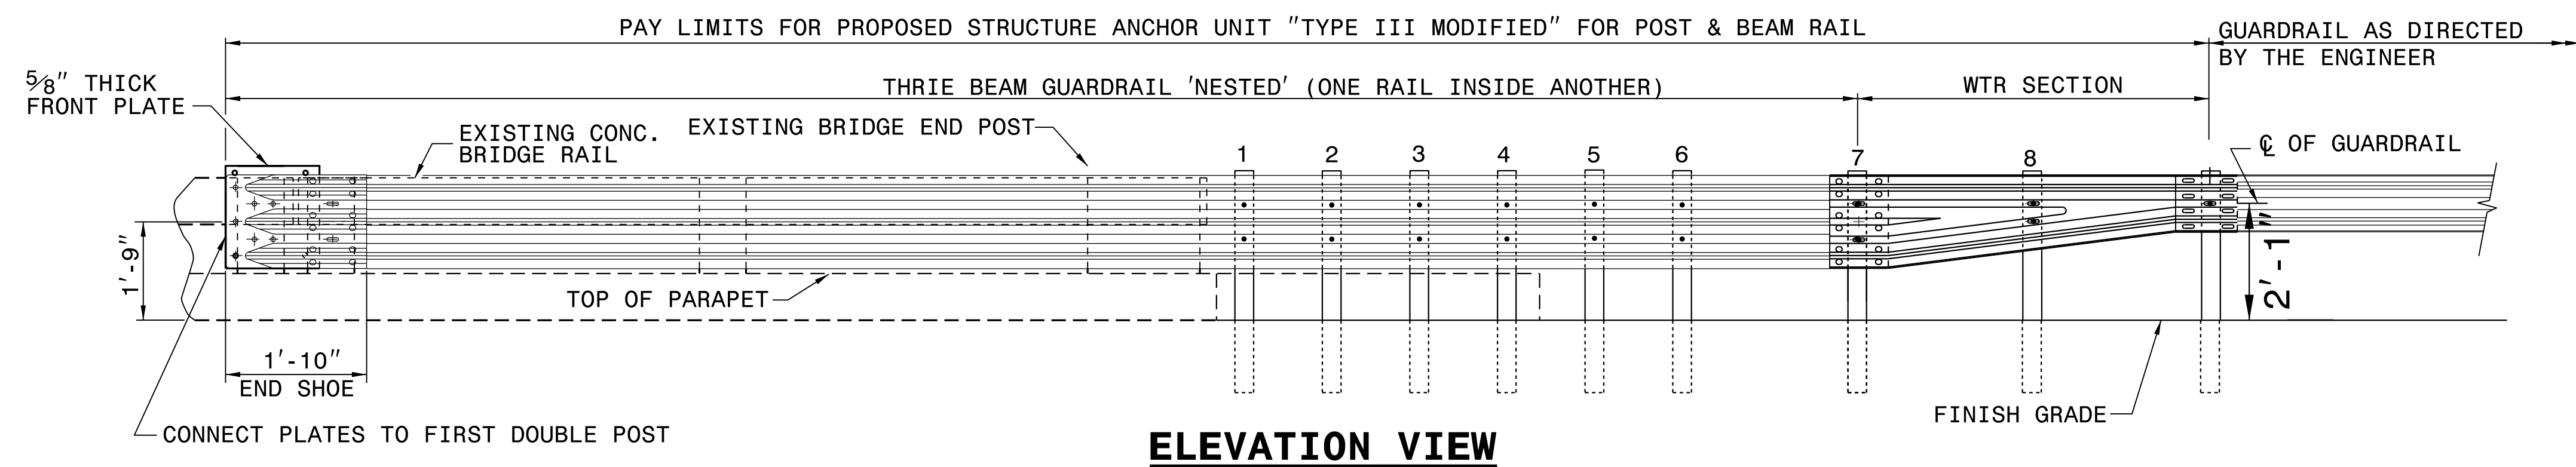 PAY LIMITS FOR PROPOSED STRUCTURE ANCHOR UNIT "TYPE III MODIFIED" FOR POST & BEAM RAIL
GUARDRAIL AS DIRECTED
BY THE ENGINEER
5/8" THICK
FRONT PLATE
THRIE BEAM GUARDRAIL 'NESTED' (ONE RAIL INSIDE ANOTHER)
WTR SECTION
EXISTING CONC.
BRIDGE RAIL
EXISTING BRIDGE END POST
℄ OF GUARDRAIL
1 2 3 4 5 6 7 8
1'-9"
2'-1"
TOP OF PARAPET
1'-10"
END SHOE
FINISH GRADE
CONNECT PLATES TO FIRST DOUBLE POST
ELEVATION VIEW